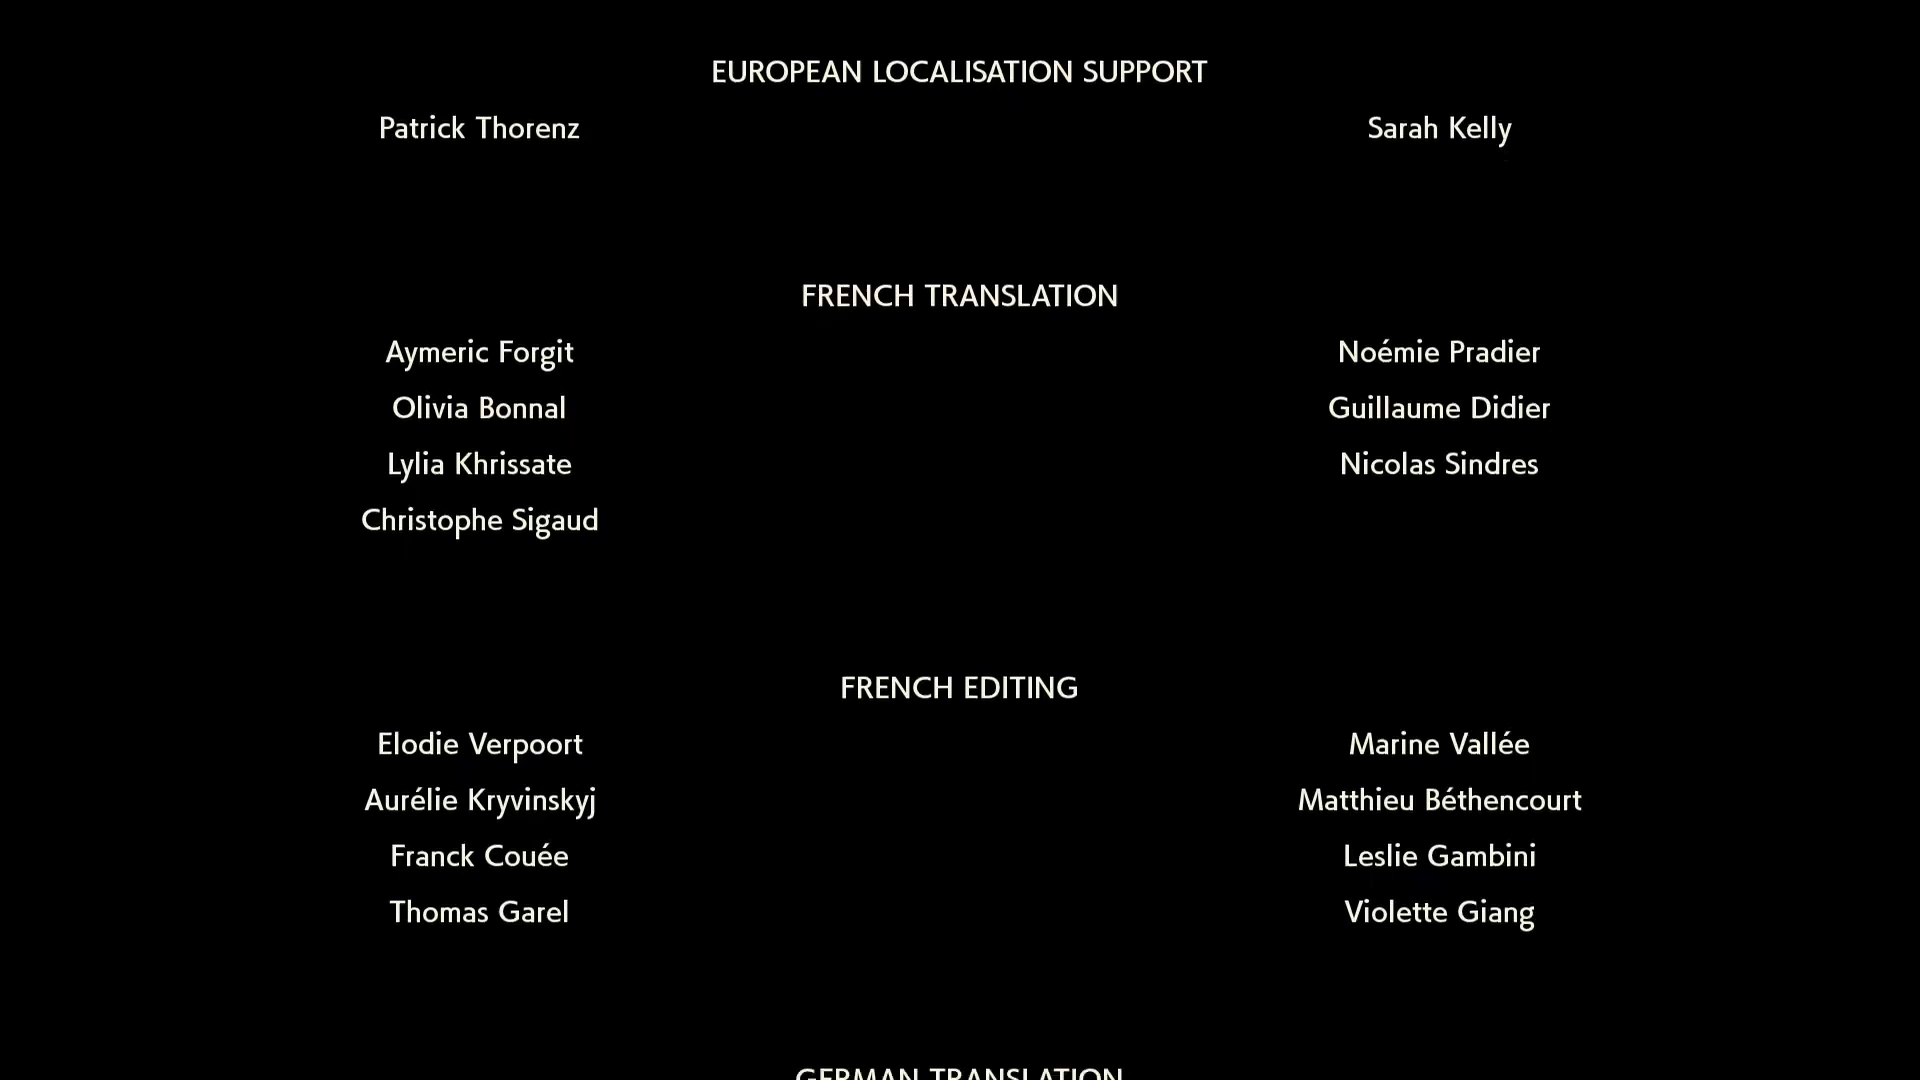 EUROPEAN LOCALISATION SUPPORT
Patrick Thorenz Sarah Kelly
FRENCH TRANSLATION
Aymeric Forgit Noémie Pradier
Olivia Bonnal Guillaume Didier
Lylia Khrissate Nicolas Sindres
Christophe Sigaud
FRENCH EDITING
Elodie Verpoort Marine Vallée
Aurélie Kryvinskyj Matthieu Béthencourt
Franck Couée Leslie Gambini
Thomas Garel Violette Giang
GERMAN TRANSLATION